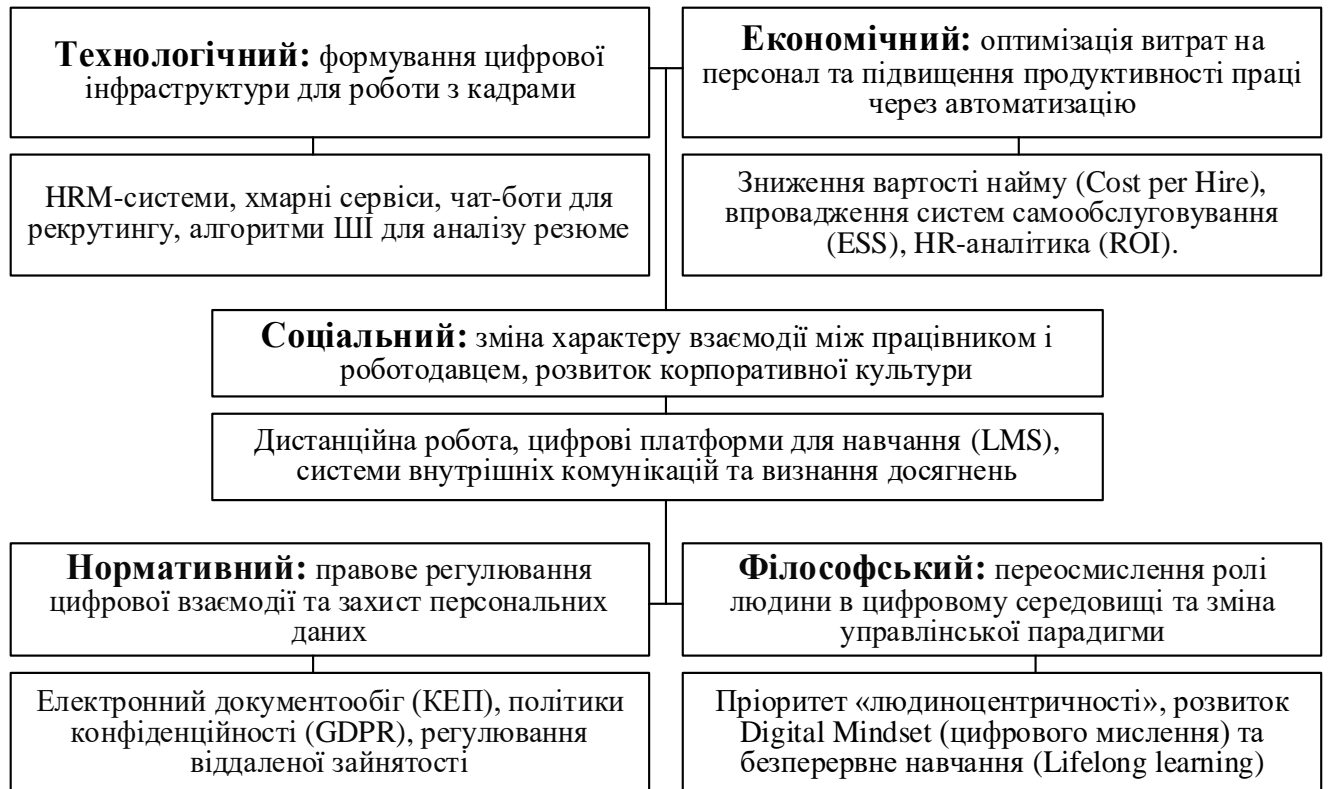 Технологічний: формування цифрової
інфраструктури для роботи з кадрами
HRM-системи, хмарні сервіси, чат-боти для
рекрутингу, алгоритми ШІ для аналізу резюме
Економічний: оптимізація витрат на
персонал та підвищення продуктивності праці
через автоматизацію
Зниження вартості найму (Cost per Hire),
впровадження систем самообслуговування
(ESS), HR-аналітика (ROI).
Соціальний: зміна характеру взаємодії між працівником і
роботодавцем, розвиток корпоративної культури
Дистанційна робота, цифрові платформи для навчання (LMS),
системи внутрішніх комунікацій та визнання досягнень
Нормативний: правове регулювання
цифрової взаємодії та захист персональних
даних
Електронний документообіг (КЕП), політики
конфіденційності (GDPR), регулювання
віддаленої зайнятості
Філософський: переосмислення ролі
людини в цифровому середовищі та зміна
управлінської парадигми
Пріоритет «людиноцентричності», розвиток
Digital Mindset (цифрового мислення) та
безперервне навчання (Lifelong learning)